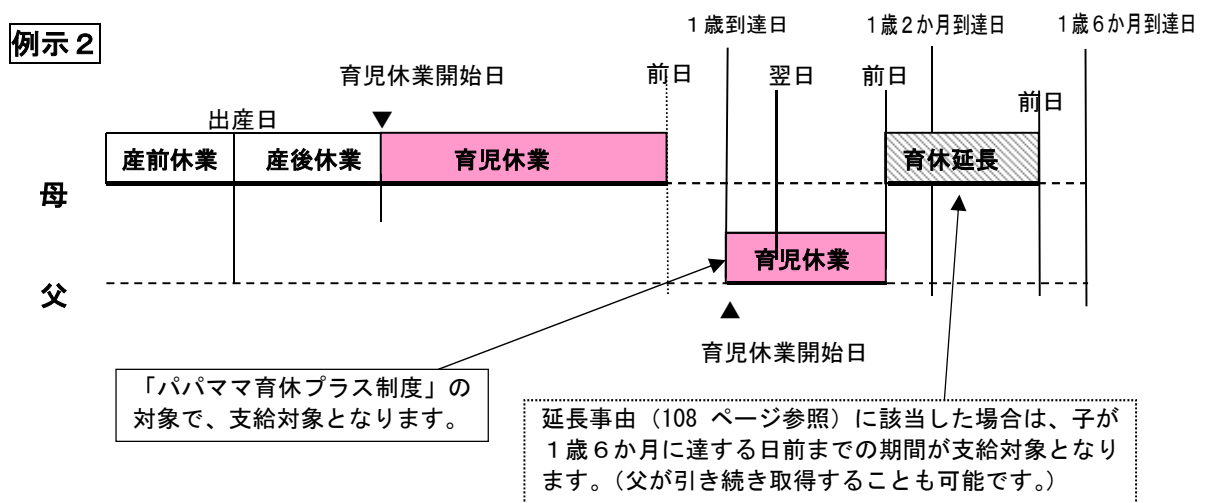 例示２
１歳到達日
１歳２か月到達日
１歳６か月到達日
育児休業開始日
前日
翌日
前日
前日
出産日
▼
産前休業
産後休業
育児休業
育休延長
母
育児休業
父
▲
育児休業開始日
「パパママ育休プラス制度」の
対象で、支給対象となります。
延長事由（108 ページ参照）に該当した場合は、子が
１歳６か月に達する日前までの期間が支給対象となり
ます。（父が引き続き取得することも可能です。）